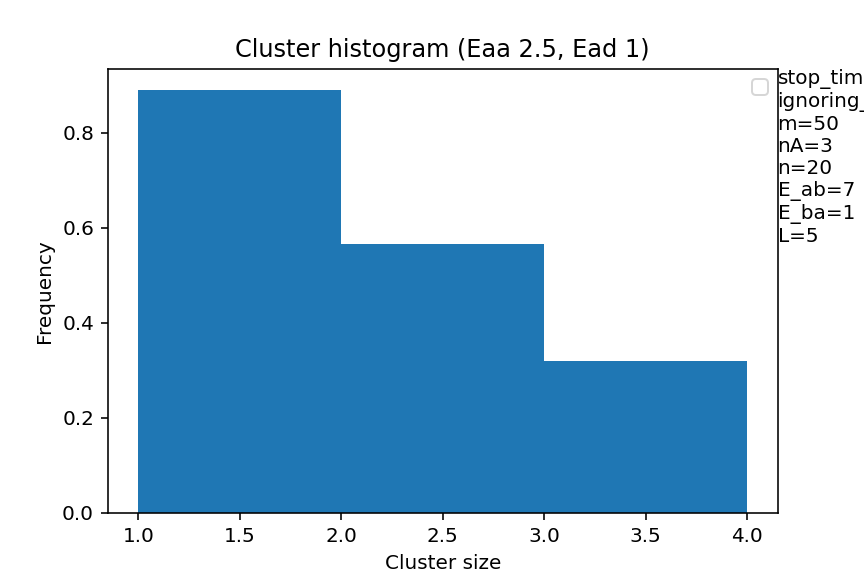 Cluster histogram (Eaa 2.5, Ead 1)
stop_tim
ignoring_
m=50
nA=3
n=20
E_ab=7
E_ba=1
L=5
0.8
0.6
0.4
0.2
0.0
Frequency
1.0 1.5 2.0 2.5 3.0 3.5 4.0
Cluster size